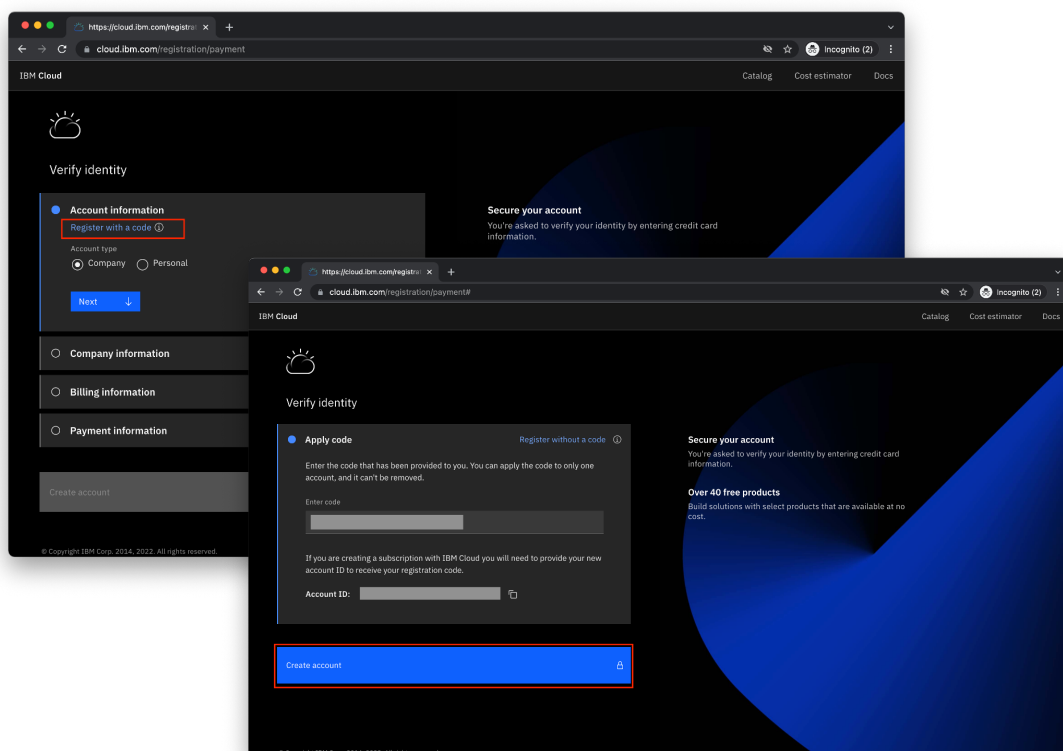 https://cloud.ibm.com/registrat
cloud.ibm.com/registration/payment
Incognito (2)
IBM Cloud
Catalog
Cost estimator
Docs
Verify identity
Account information
Register with a code
Account type
Company
Personal
Next
Company information
Billing information
Payment information
Create account
© Copyright IBM Corp. 2014, 2022. All rights reserved.
Secure your account
You're asked to verify your identity by entering credit card
information.
https://cloud.ibm.com/registrat
cloud.ibm.com/registration/payment#
Incognito (2)
IBM Cloud
Catalog
Cost estimator
Docs
Verify identity
Apply code
Register without a code
Enter the code that has been provided to you. You can apply the code to only one
account, and it can't be removed.
Enter code
If you are creating a subscription with IBM Cloud you will need to provide your new
account ID to receive your registration code.
Account ID:
Create account
Secure your account
You're asked to verify your identity by entering credit card
information.
Over 40 free products
Build solutions with select products that are available at no
cost.